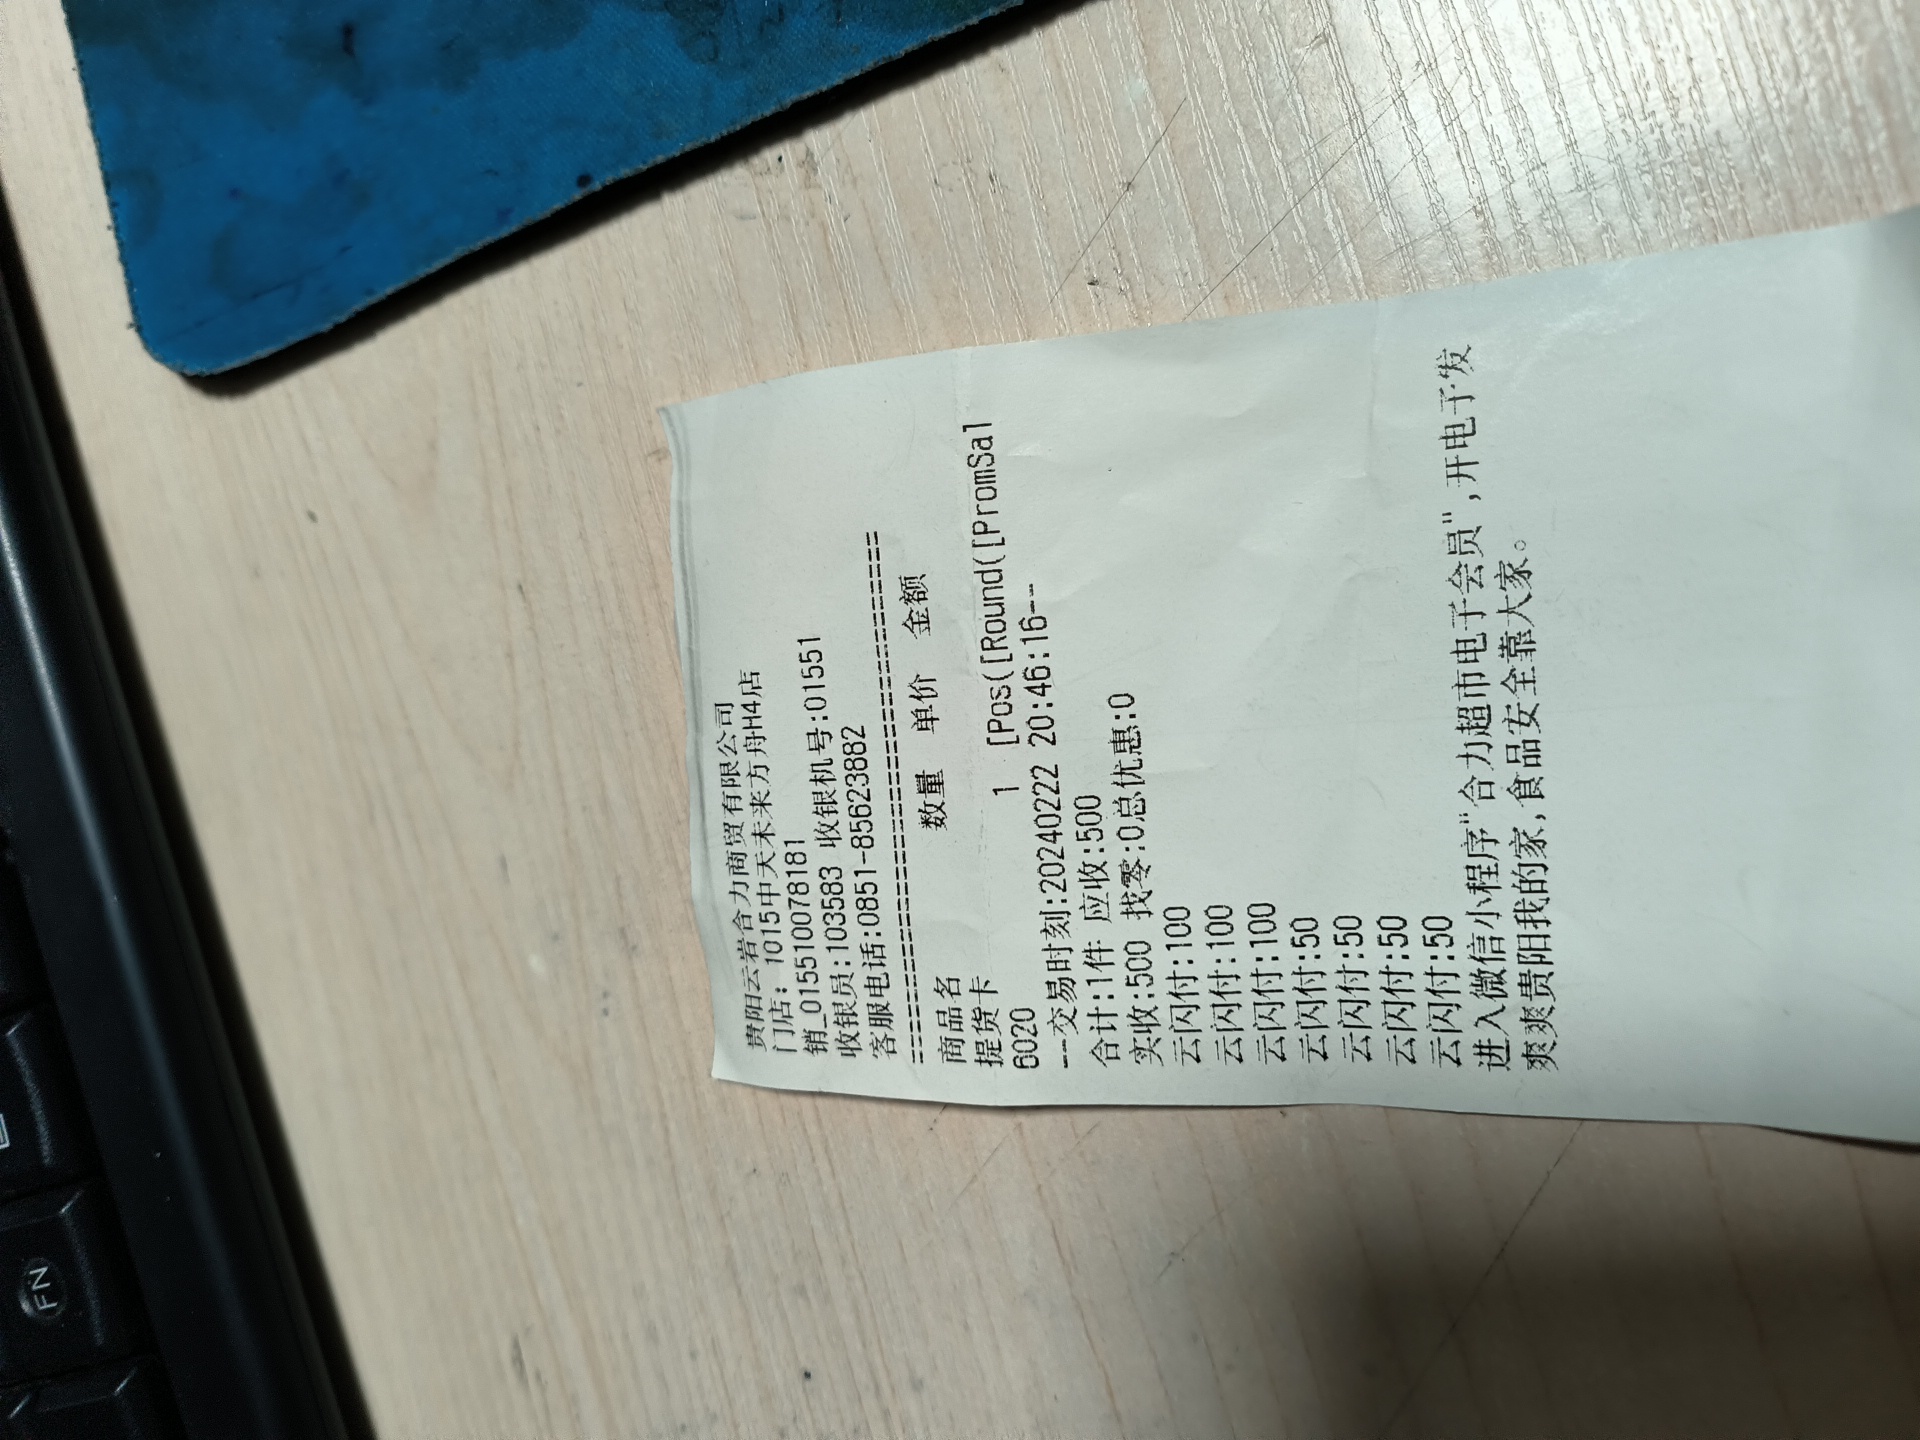 贵阳云岩合力商贸有限公司
门店: 1015中天未来方舟H4店
销_015510078181
收银员:103583 收银机号:01551
客服电话:0851-85623882
================================================
商品名 数量 单价 金额
提货卡
6020 1 [Pos([Round([PromSal
--交易时刻:20240222 20:46:16--
合计:1件 应收:500
实收:500 找零:0总优惠:0
云闪付:100
云闪付:100
云闪付:100
云闪付:50
云闪付:50
云闪付:50
云闪付:50
进入微信小程序"合力超市电子会员",开电子发
爽爽贵阳我的家,食品安全靠大家。
FN